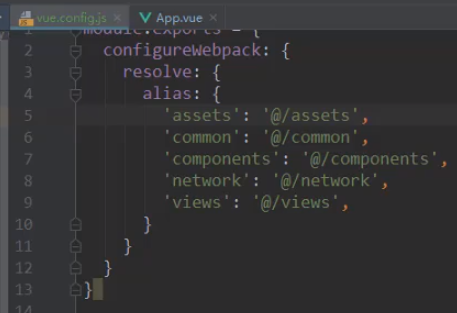 vue.config.js × App.vue ×
module.exports = {
2 configureWebpack: {
3 resolve: {
4 alias: {
5 'assets': '@/assets',
6 'common': '@/common',
7 'components': '@/components',
8 'network': '@/network',
9 'views': '@/views',
10 }
11 }
12 }
13 }
14